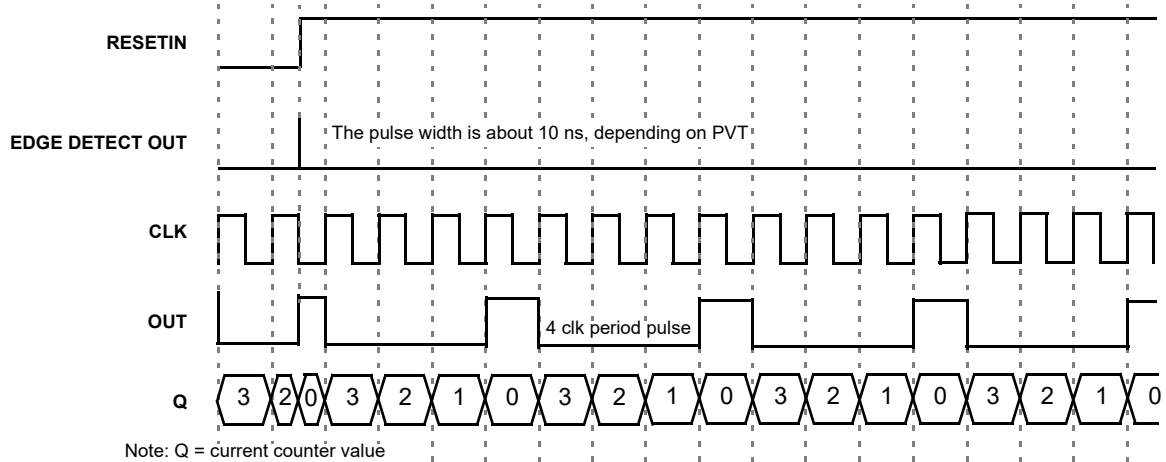 RESETIN
EDGE DETECT OUT
The pulse width is about 10 ns, depending on PVT
CLK
OUT
4 clk period pulse
Q
3 2 0 3 2 1 0 3 2 1 0 3 2 1 0 3 2 1 0
Note: Q = current counter value